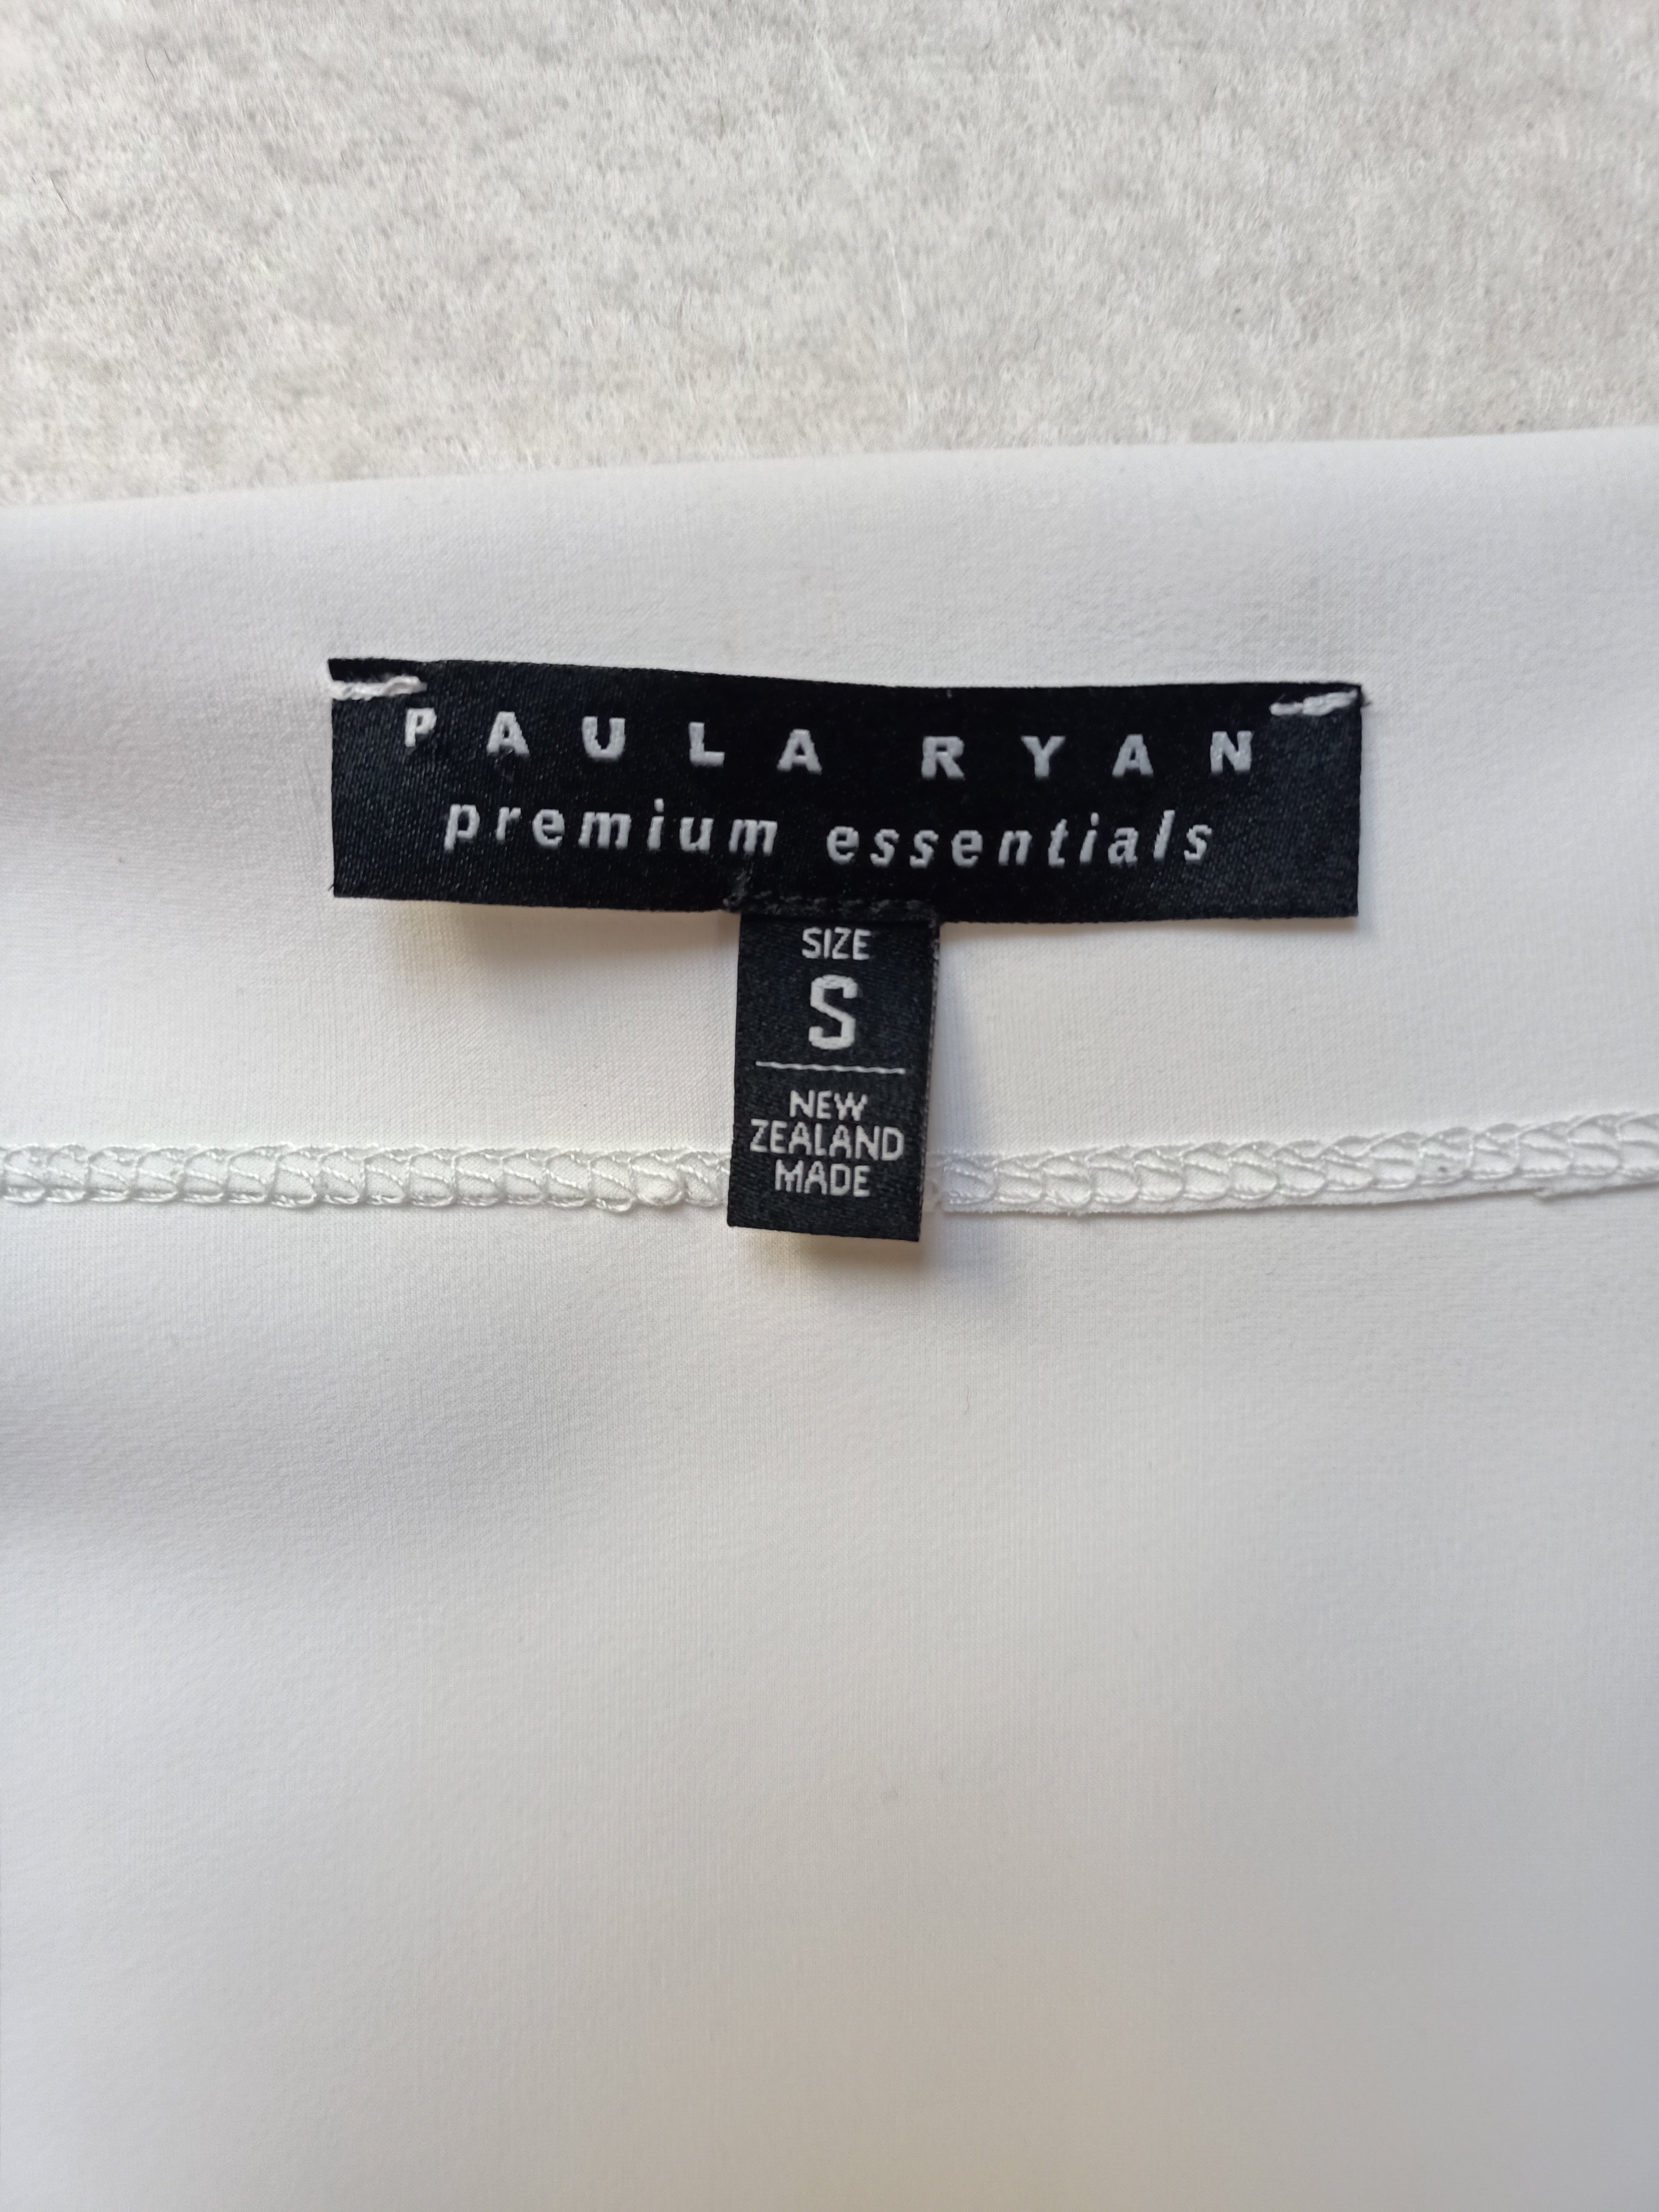 PAULA RYAN
premium essentials
SIZE
S
NEW
ZEALAND
MADE